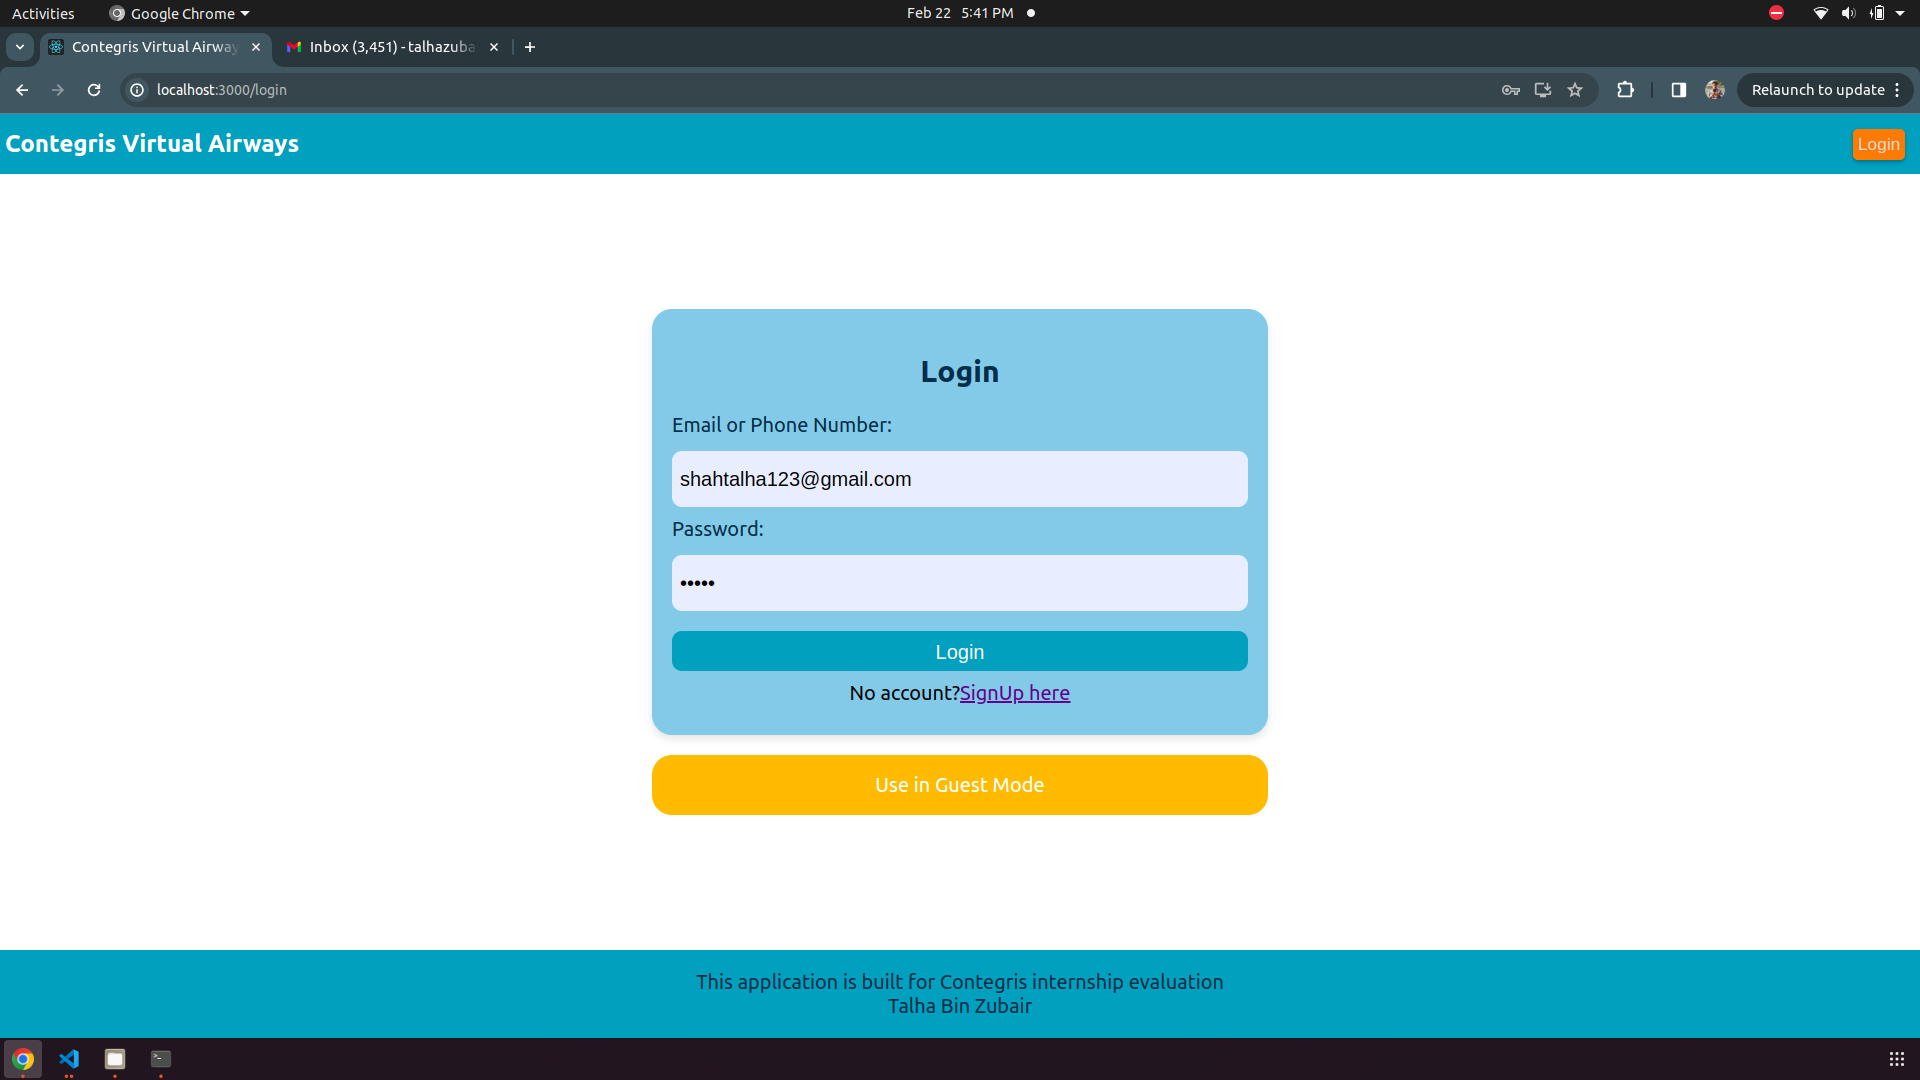 Activities
Google Chrome
Feb 22 5:41 PM
Contegris Virtual Airway
Inbox (3,451) - talhazuba
localhost:3000/login
Relaunch to update
Contegris Virtual Airways
Login
Login
Email or Phone Number:
shahtalha123@gmail.com
Password:
•••••
Login
No account?SignUp here
Use in Guest Mode
This application is built for Contegris internship evaluation
Talha Bin Zubair